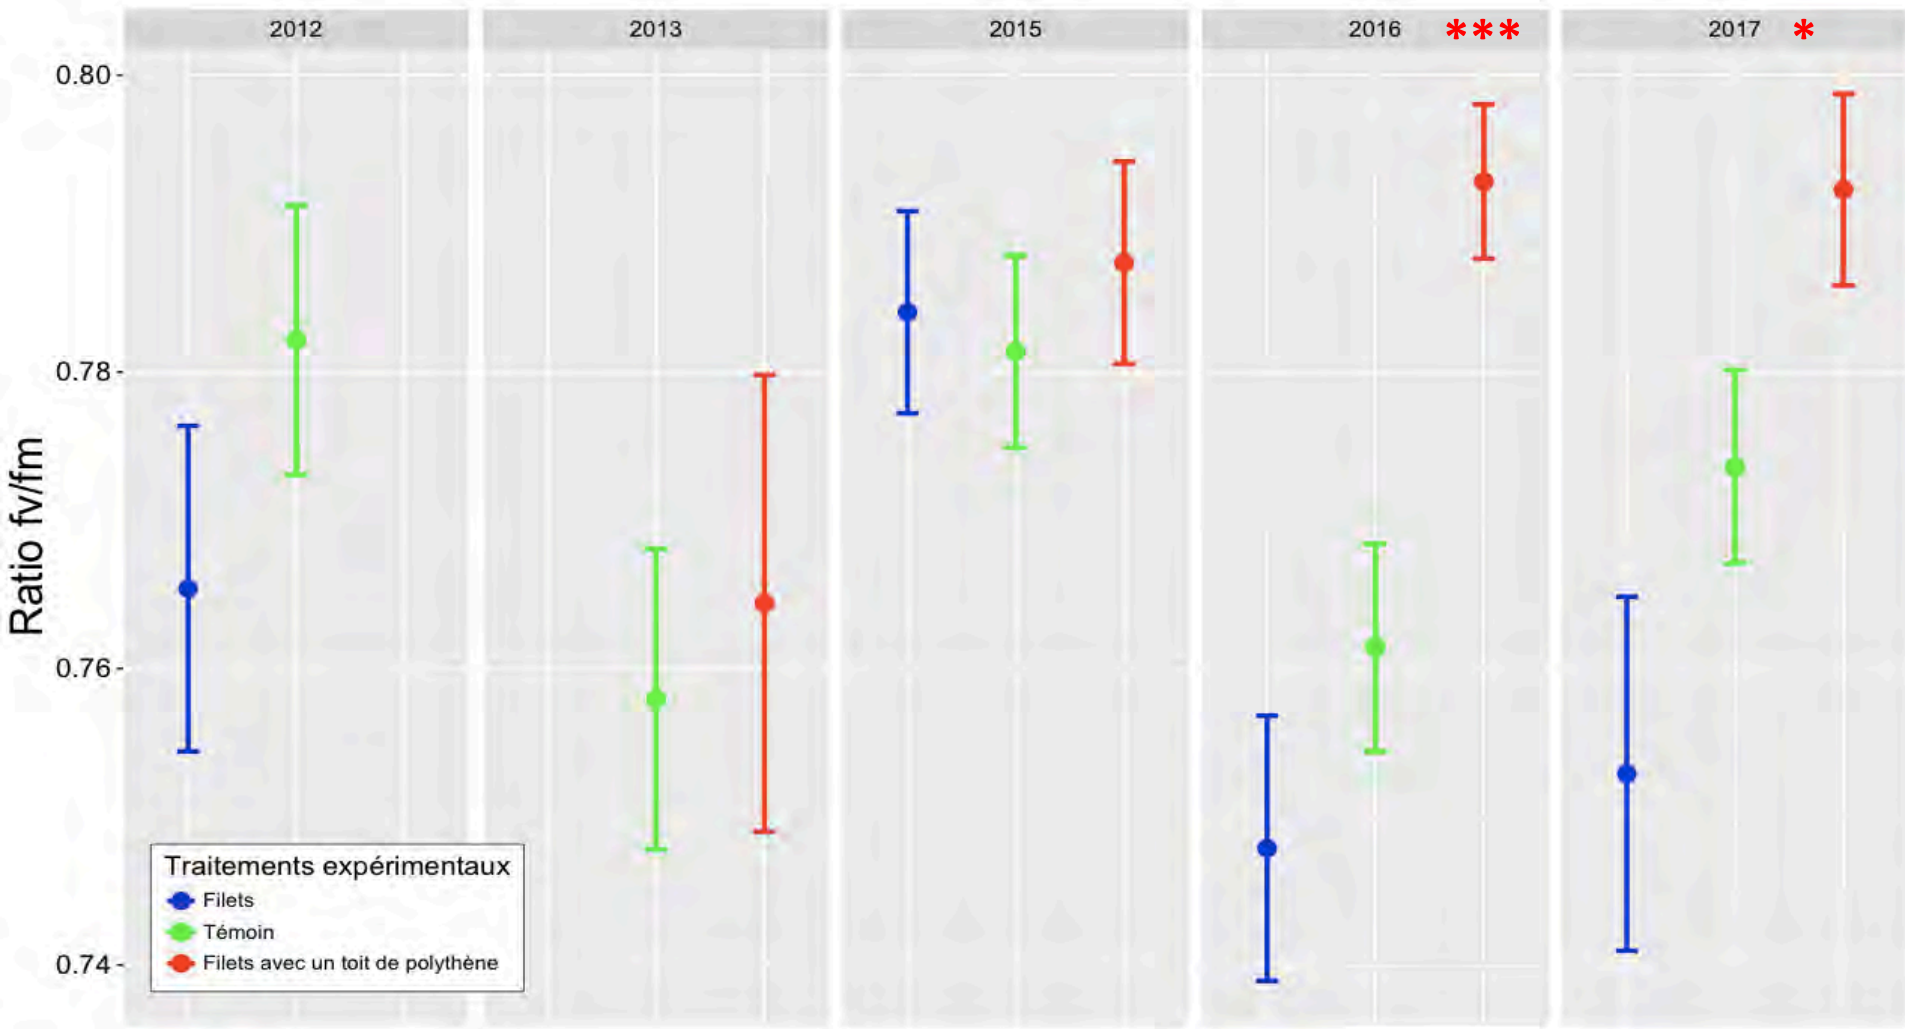 2012 2013 2015 2016 *** 2017 *
0.80
0.78
0.76
0.74
Ratio fv/fm
Traitements expérimentaux
Filets
Témoin
Filets avec un toit de polythène